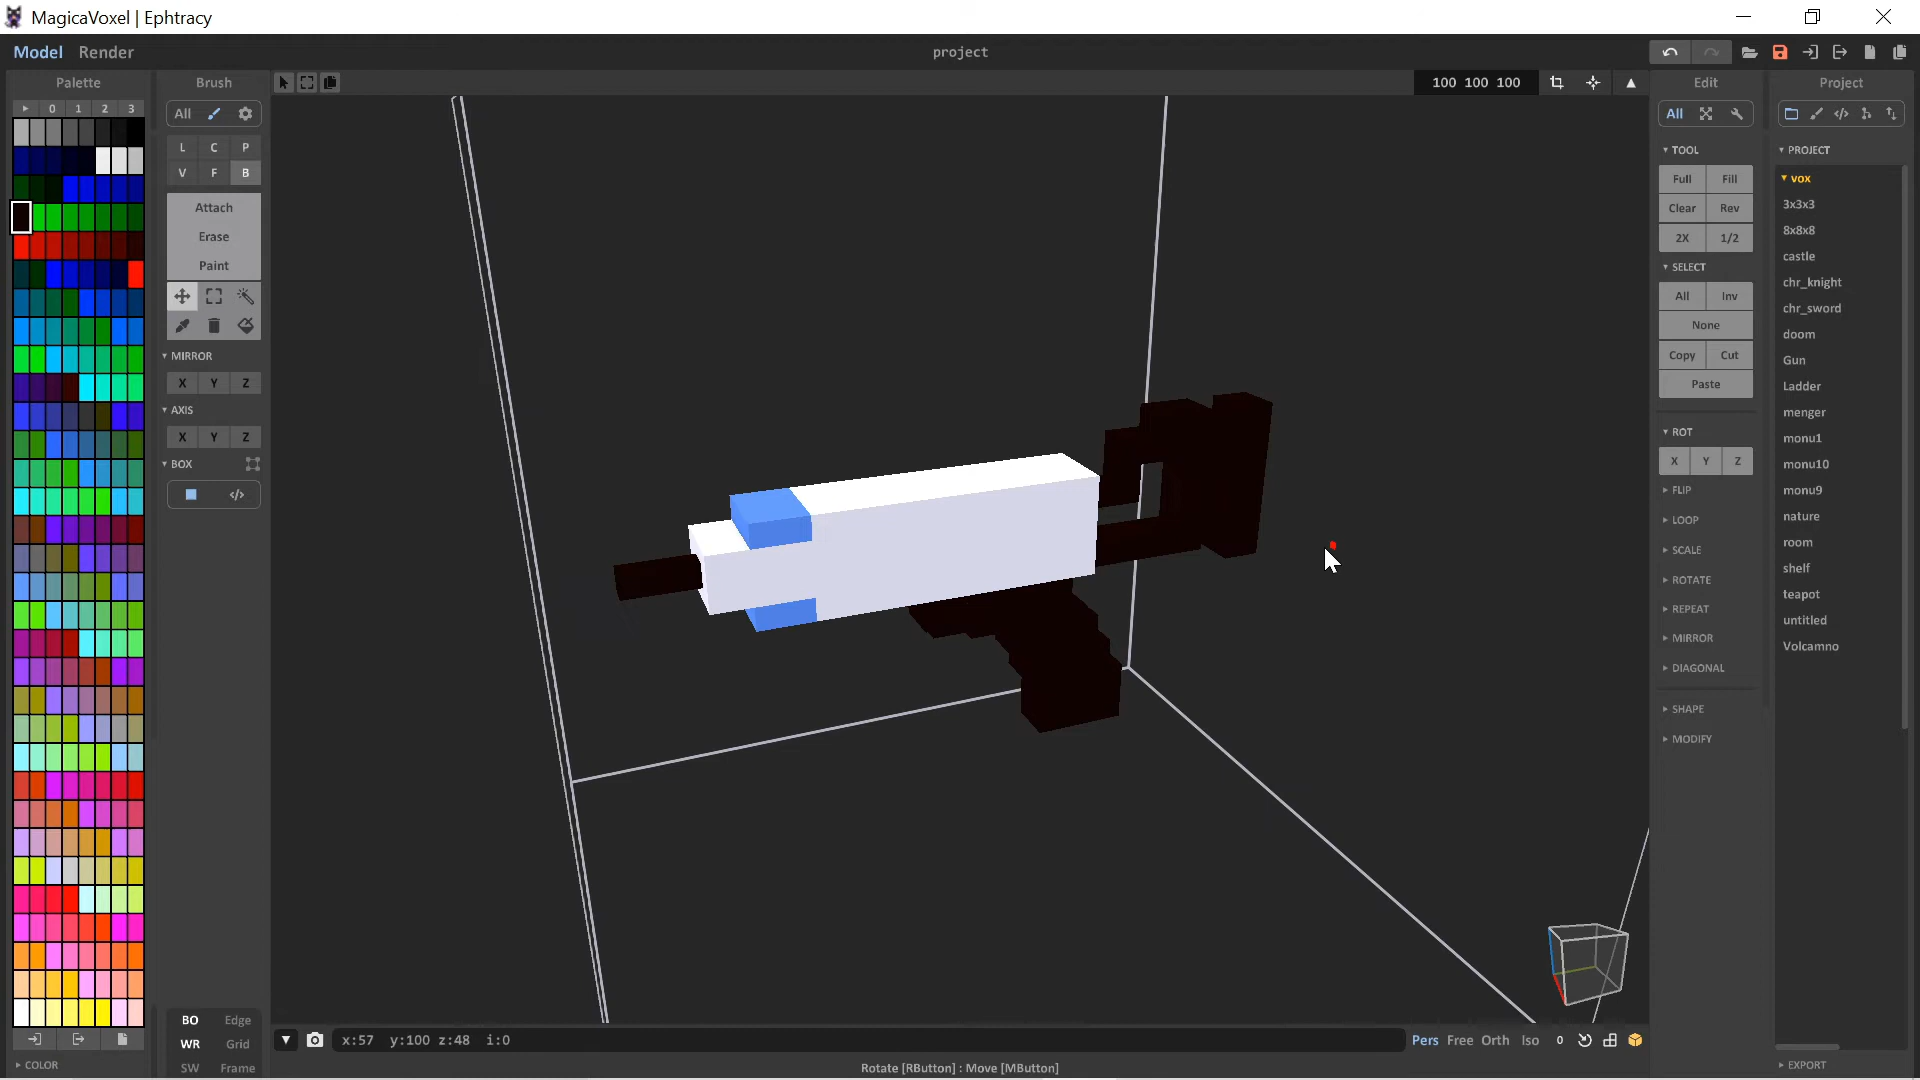 MagicaVoxel | Ephtracy
Model Render
project
Palette
0 1 2 3
COLOR
Brush
All
L C P
V F B
Attach
Erase
Paint
MIRROR
X Y Z
AXIS
X Y Z
BOX
BO Edge
WR Grid
SW Frame
100 100 100
x:57 y:100 z:48 i:0
Pers Free Orth Iso 0
Rotate [RButton] : Move [MButton]
Edit
All
TOOL
Full Fill
Clear Rev
2X 1/2
SELECT
All Inv
None
Copy Cut
Paste
ROT
X Y Z
FLIP
LOOP
SCALE
ROTATE
REPEAT
MIRROR
DIAGONAL
SHAPE
MODIFY
Project
PROJECT
vox
3x3x3
8x8x8
castle
chr_knight
chr_sword
doom
Gun
Ladder
menger
monu1
monu10
monu9
nature
room
shelf
teapot
untitled
Volcamno
EXPORT